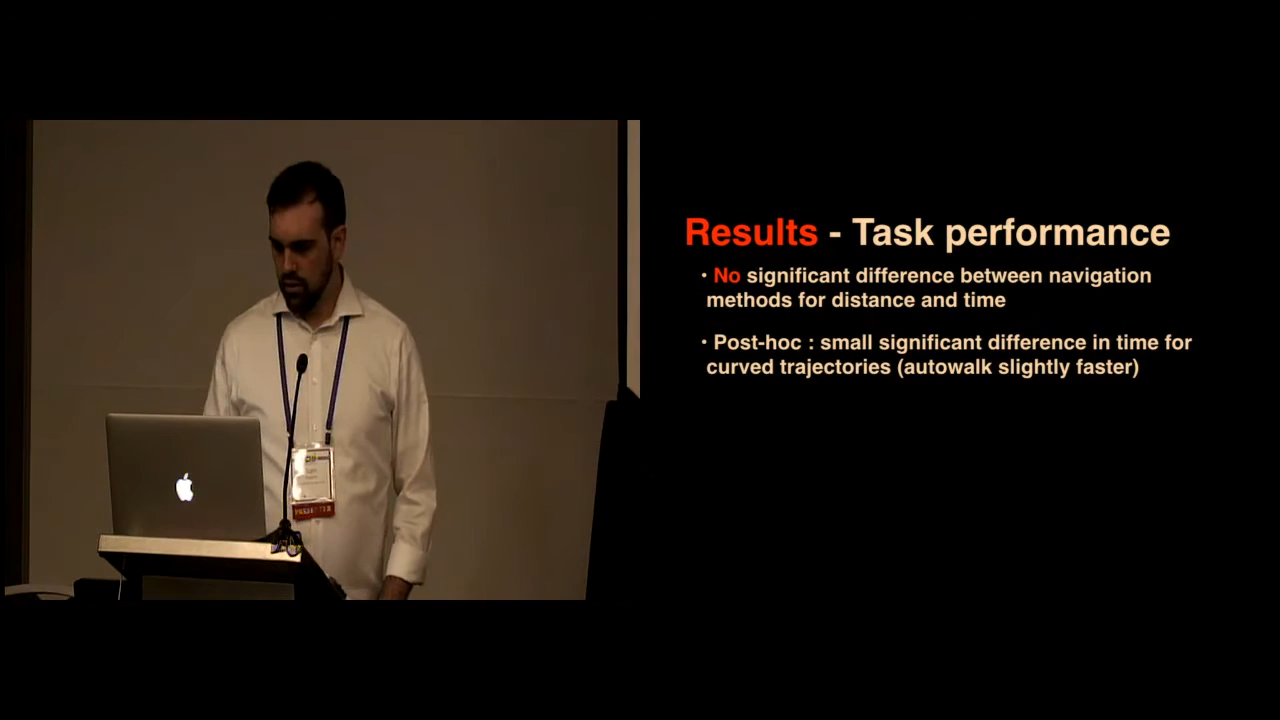 Results - Task performance
· No significant difference between navigation
methods for distance and time
· Post-hoc : small significant difference in time for
curved trajectories (autowalk slightly faster)
PRESENTER